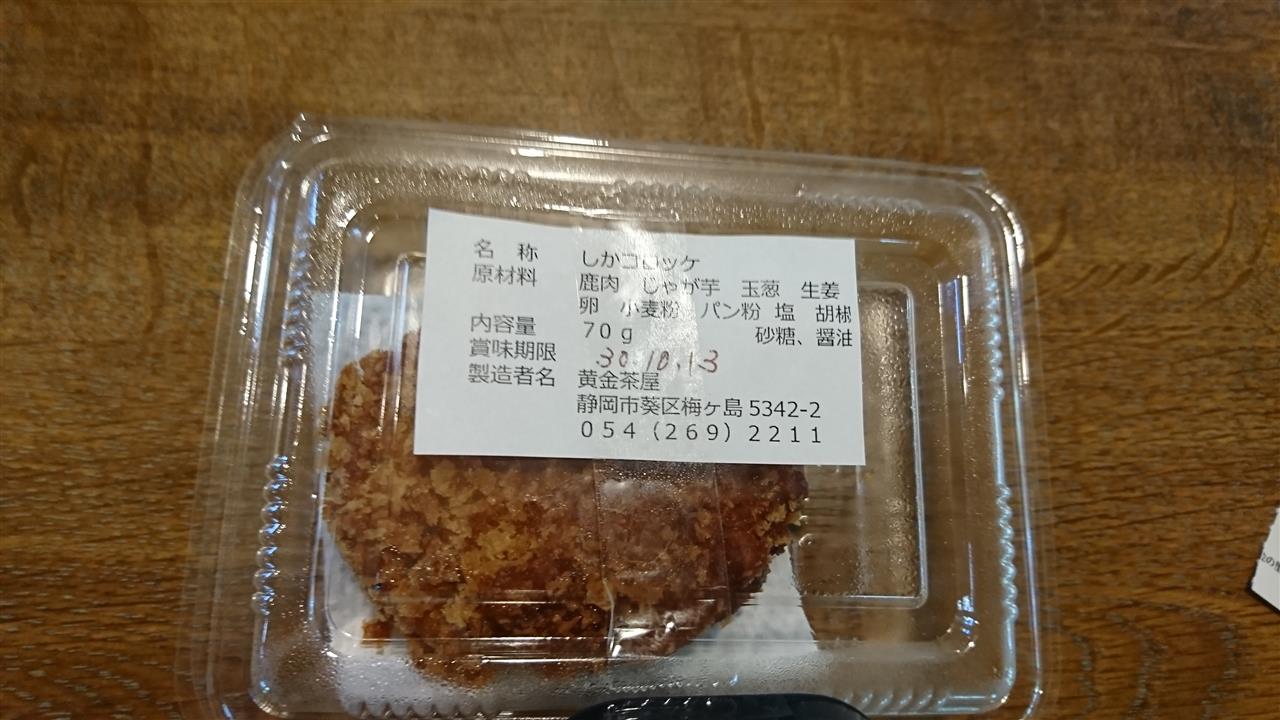 名　称　しかコロッケ
原材料　鹿肉　じゃが芋　玉葱　生姜
卵　小麦粉　パン粉　塩　胡椒
内容量　70ｇ　砂糖、醤油
賞味期限　30.10.13
製造者名　黄金茶屋
静岡市葵区梅ヶ島5342-2
０５４（２６９）２２１１